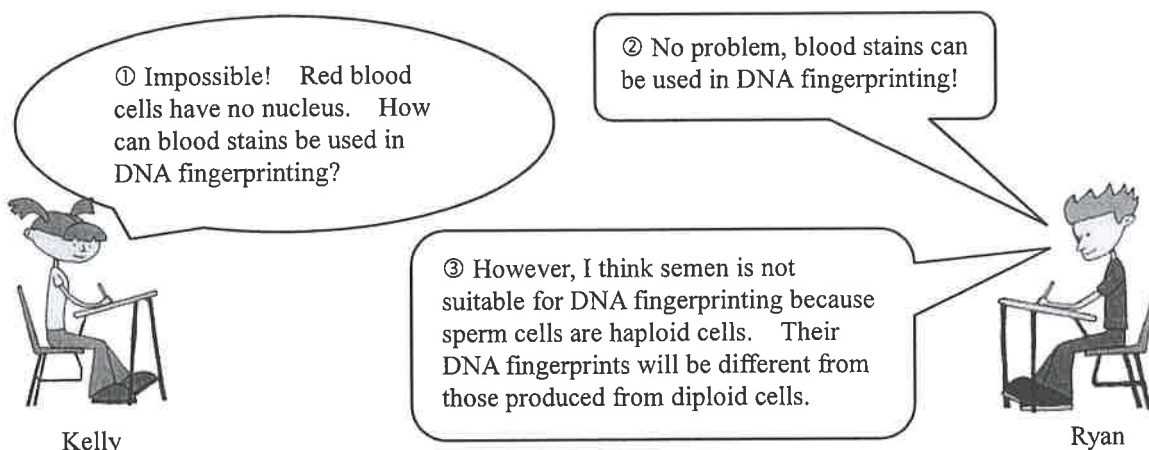 ① Impossible! Red blood
cells have no nucleus. How
can blood stains be used in
DNA fingerprinting?
② No problem, blood stains can
be used in DNA fingerprinting!
③ However, I think semen is not
suitable for DNA fingerprinting because
sperm cells are haploid cells. Their
DNA fingerprints will be different from
those produced from diploid cells.
Kelly
Ryan